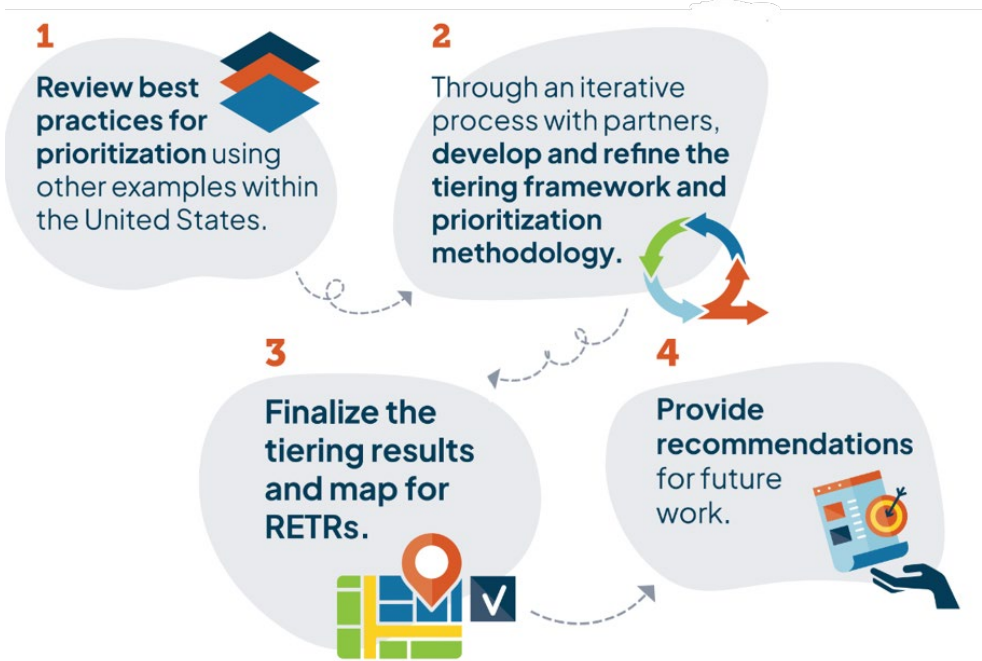 1
Review best
practices for
prioritization using
other examples within
the United States.
2
Through an iterative
process with partners,
develop and refine the
tiering framework and
prioritization
methodology.
3
Finalize the
tiering results
and map for
RETRs.
4
Provide
recommendations
for future
work.